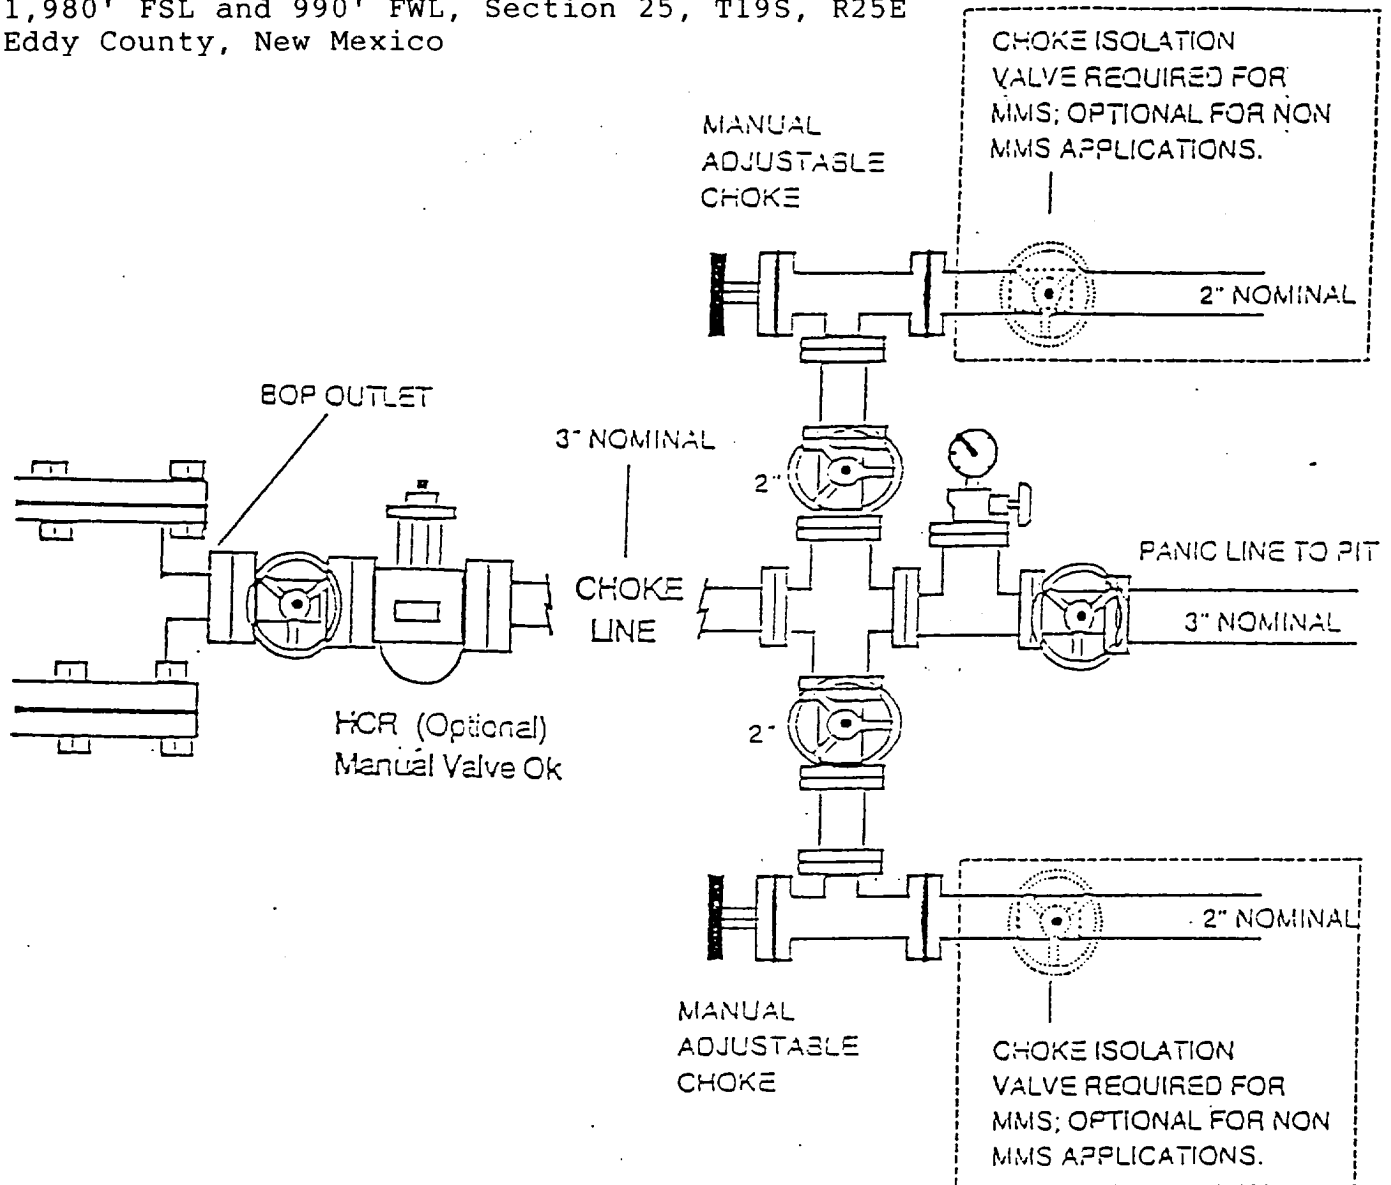 1,980' FSL and 990' FWL, Section 25, T19S, R25E
Eddy County, New Mexico
CHOKE ISOLATION
VALVE REQUIRED FOR
MMS; OPTIONAL FOR NON
MMS APPLICATIONS.
MANUAL
ADJUSTABLE
CHOKE
2" NOMINAL
BOP OUTLET
3" NOMINAL
2"
PANIC LINE TO PIT
CHOKE
LINE
3" NOMINAL
HCR (Optional)
Manual Valve Ok
2"
2" NOMINAL
MANUAL
ADJUSTABLE
CHOKE
CHOKE ISOLATION
VALVE REQUIRED FOR
MMS; OPTIONAL FOR NON
MMS APPLICATIONS.